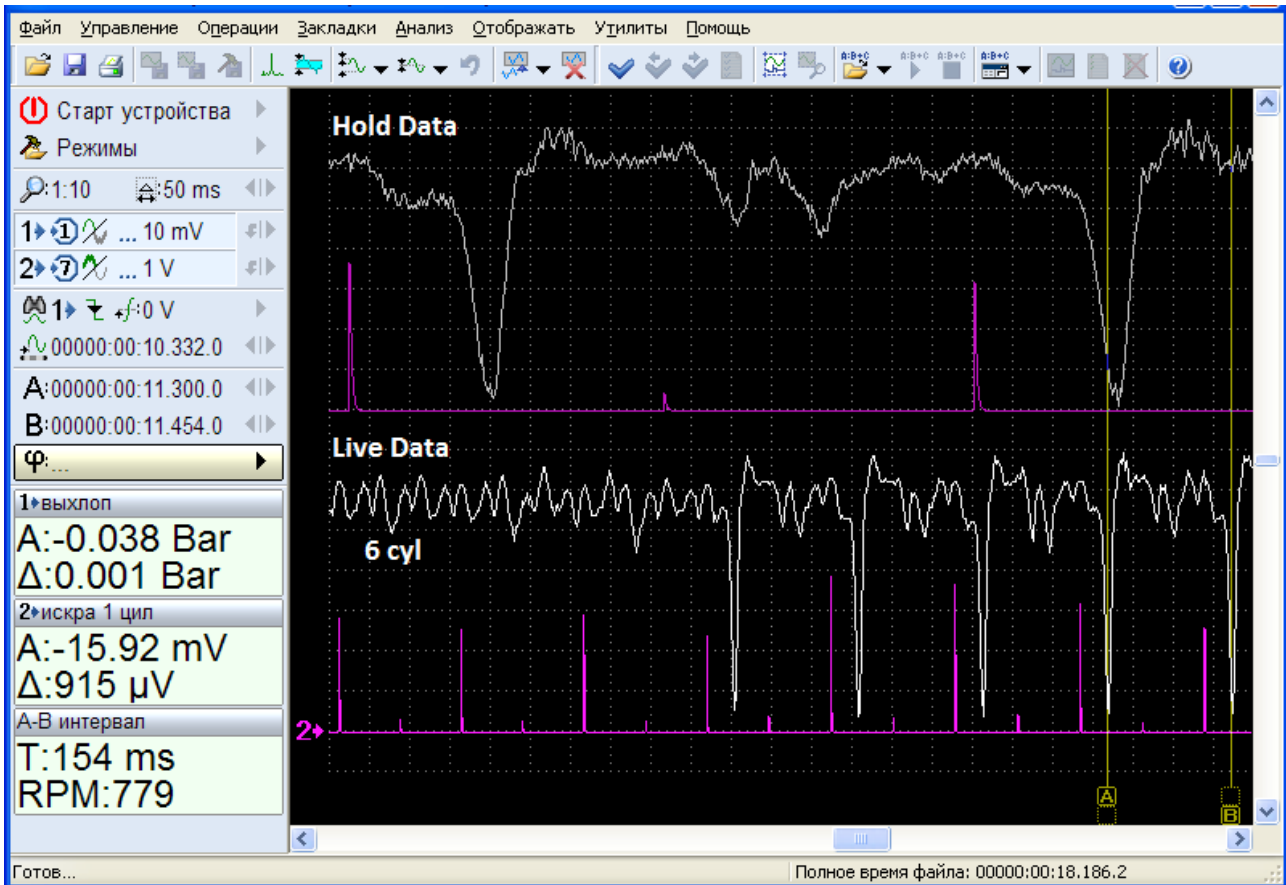 Файл Управление Операции Закладки Анализ Отображать Утилиты Помощь
A:B+C A:B+C A:B+C A:B+C
Старт устройства
Режимы
:1:10 :50 ms
1 1 ... 10 mV
2 7 ... 1 V
1 f:0 V
:00000:00:10.332.0
A:00000:00:11.300.0
B:00000:00:11.454.0
φ:...
1 выхлоп
A:-0.038 Bar
Δ:0.001 Bar
2 искра 1 цил
A:-15.92 mV
Δ:915 µV
A-B интервал
T:154 ms
RPM:779
Hold Data
Live Data
6 cyl
2
A
B
Готов...
Полное время файла: 00000:00:18.186.2